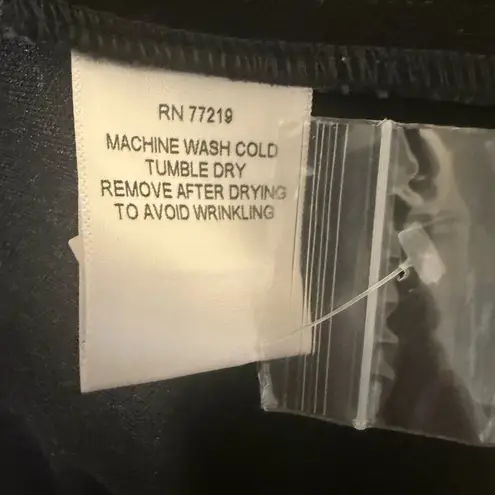 RN 77219
MACHINE WASH COLD
TUMBLE DRY
REMOVE AFTER DRYING
TO AVOID WRINKLING